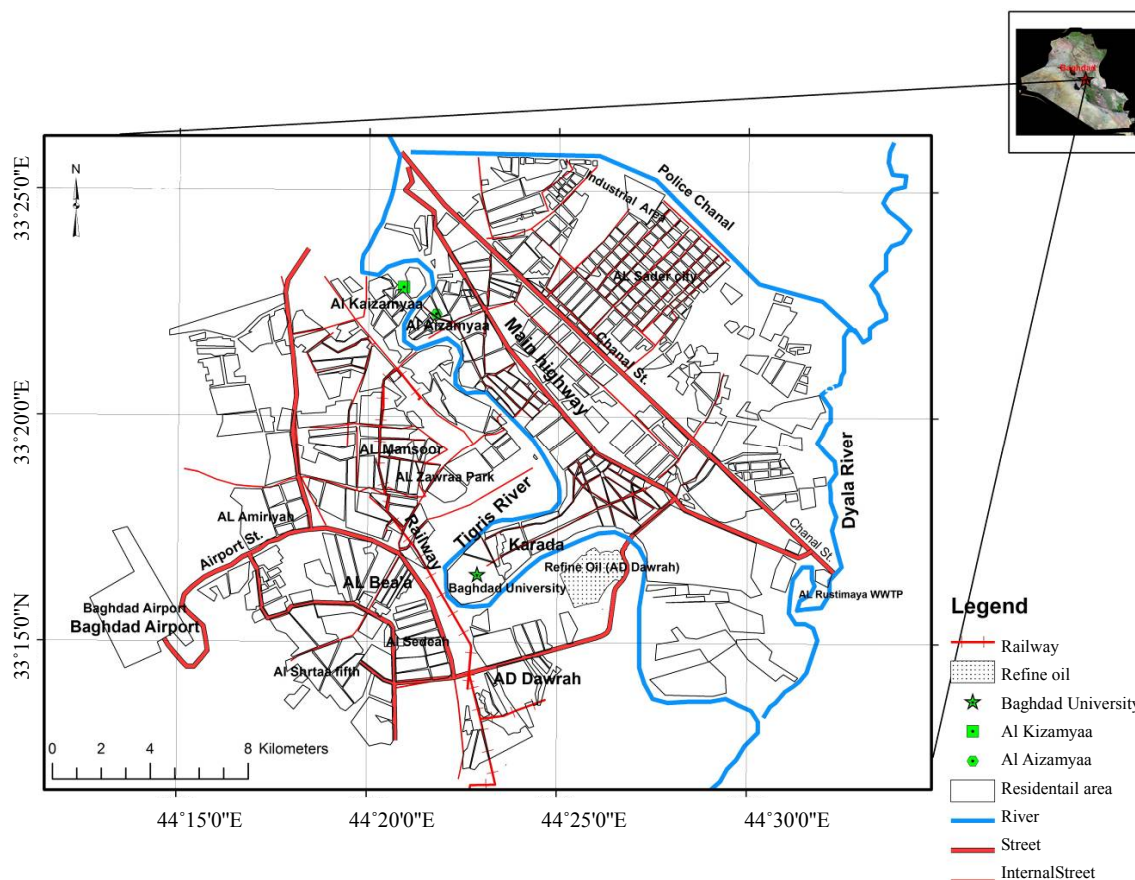 Baghdad
N
33°25'0"E
33°20'0"E
33°15'0"N
Police Chanal
Industrial Area
AL Sader city
Al Kaizamyaa
Al Aizamyaa
Main highway
Chanal St.
AL Mansoor
AL Zawraa Park
Dyala River
AL Amiriyah
Railway
Tigris River
Chanal St.
Airport St.
Karada
Refine Oil (AD Dawrah)
AL Bea'a
Baghdad University
AL Rustimaya WWTP
Baghdad Airport
Baghdad Airport
Al Sedeah
Al Shrtaa fifth
AD Dawrah
0 2 4 8 Kilometers
44°15'0"E 44°20'0"E 44°25'0"E 44°30'0"E
Legend
Railway
Refine oil
Baghdad University
Al Kizamyaa
Al Aizamyaa
Residentail area
River
Street
InternalStreet